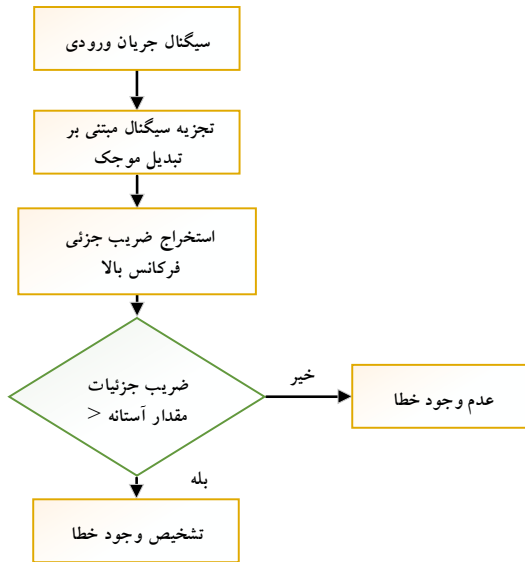 سیگنال جریان ورودی
تجزیه سیگنال مبتنی بر
تبدیل موجک
استخراج ضریب جزئی
فرکانس بالا
ضریب جزئیات
مقدار آستانه <
خیر
عدم وجود خطا
بله
تشخیص وجود خطا